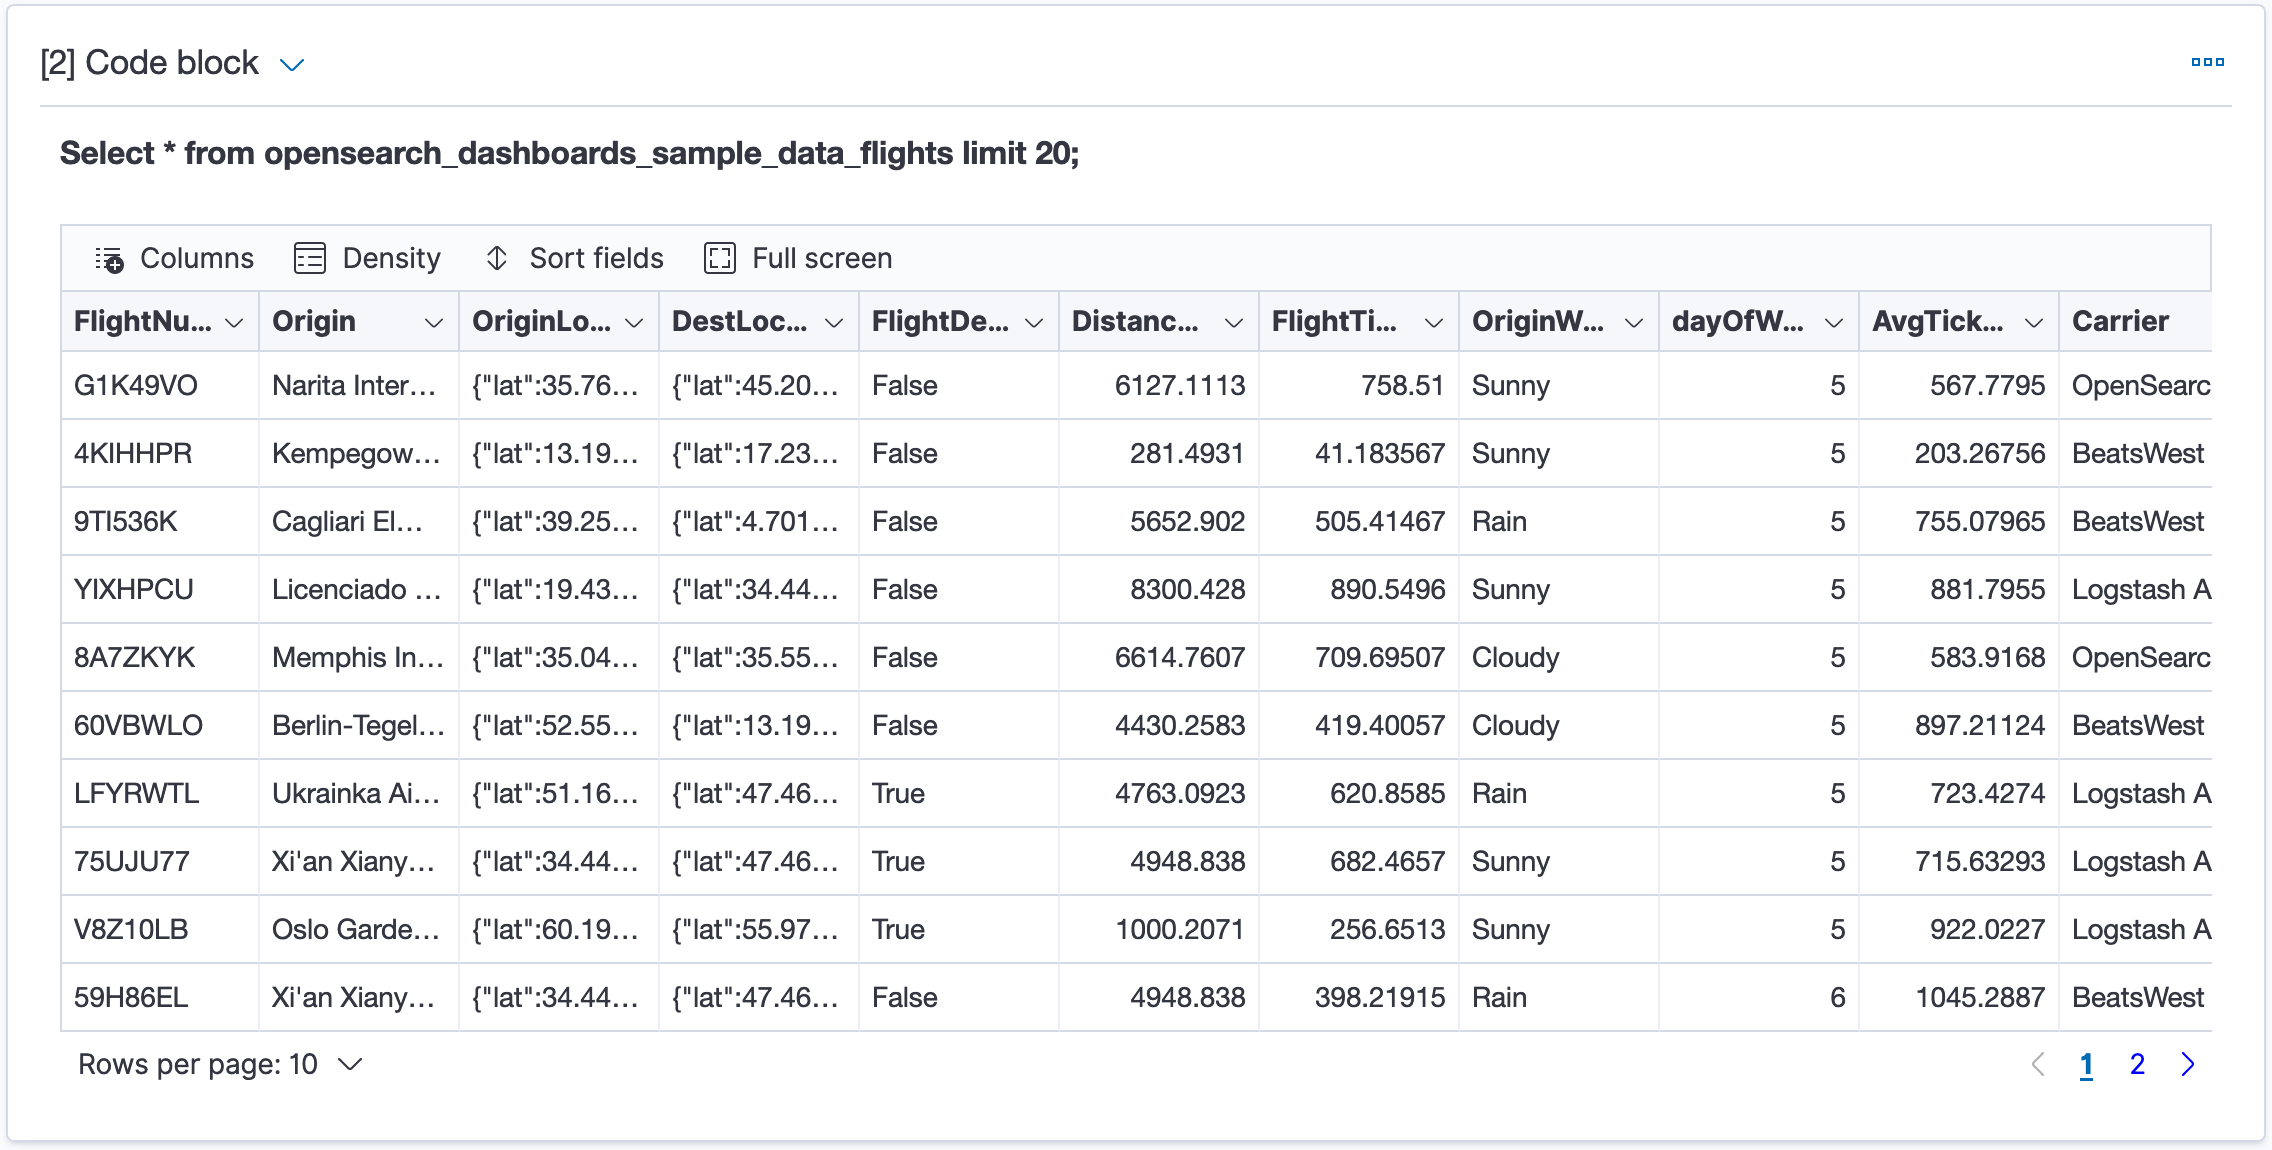 [2] Code block
Select * from opensearch_dashboards_sample_data_flights limit 20;
Columns Density Sort fields Full screen
FlightNu... Origin OriginLo... DestLoc... FlightDe... Distanc... FlightTi... OriginW... dayOfW... AvgTick... Carrier
G1K49VO Narita Inter... {"lat":35.76... {"lat":45.20... False 6127.1113 758.51 Sunny 5 567.7795 OpenSearc
4KIHHPR Kempegow... {"lat":13.19... {"lat":17.23... False 281.4931 41.183567 Sunny 5 203.26756 BeatsWest
9TI536K Cagliari El... {"lat":39.25... {"lat":4.701... False 5652.902 505.41467 Rain 5 755.07965 BeatsWest
YIXHPCU Licenciado ... {"lat":19.43... {"lat":34.44... False 8300.428 890.5496 Sunny 5 881.7955 Logstash A
8A7ZKYK Memphis In... {"lat":35.04... {"lat":35.55... False 6614.7607 709.69507 Cloudy 5 583.9168 OpenSearc
60VBWLO Berlin-Tegel... {"lat":52.55... {"lat":13.19... False 4430.2583 419.40057 Cloudy 5 897.21124 BeatsWest
LFYRWTL Ukrainka Ai... {"lat":51.16... {"lat":47.46... True 4763.0923 620.8585 Rain 5 723.4274 Logstash A
75UJU77 Xi'an Xiany... {"lat":34.44... {"lat":47.46... True 4948.838 682.4657 Sunny 5 715.63293 Logstash A
V8Z10LB Oslo Garde... {"lat":60.19... {"lat":55.97... True 1000.2071 256.6513 Sunny 5 922.0227 Logstash A
59H86EL Xi'an Xiany... {"lat":34.44... {"lat":47.46... False 4948.838 398.21915 Rain 6 1045.2887 BeatsWest
Rows per page: 10 1 2